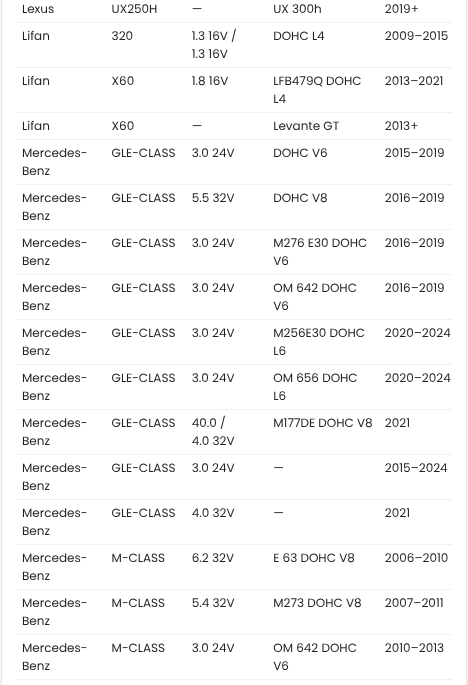 Lexus UX250H — UX 300h 2019+
Lifan 320 1.3 16V / DOHC L4 2009–2015
1.3 16V
Lifan X60 1.8 16V LFB479Q DOHC 2013–2021
L4
Lifan X60 — Levante GT 2013+
Mercedes- GLE-CLASS 3.0 24V DOHC V6 2015–2019
Benz
Mercedes- GLE-CLASS 5.5 32V DOHC V8 2016–2019
Benz
Mercedes- GLE-CLASS 3.0 24V M276 E30 DOHC 2016–2019
Benz V6
Mercedes- GLE-CLASS 3.0 24V OM 642 DOHC 2016–2019
Benz V6
Mercedes- GLE-CLASS 3.0 24V M256E30 DOHC 2020–2024
Benz L6
Mercedes- GLE-CLASS 3.0 24V OM 656 DOHC 2020–2024
Benz L6
Mercedes- GLE-CLASS 40.0 / M177DE DOHC V8 2021
Benz 4.0 32V
Mercedes- GLE-CLASS 3.0 24V — 2015–2024
Benz
Mercedes- GLE-CLASS 4.0 32V — 2021
Benz
Mercedes- M-CLASS 6.2 32V E 63 DOHC V8 2006–2010
Benz
Mercedes- M-CLASS 5.4 32V M273 DOHC V8 2007–2011
Benz
Mercedes- M-CLASS 3.0 24V OM 642 DOHC 2010–2013
Benz V6